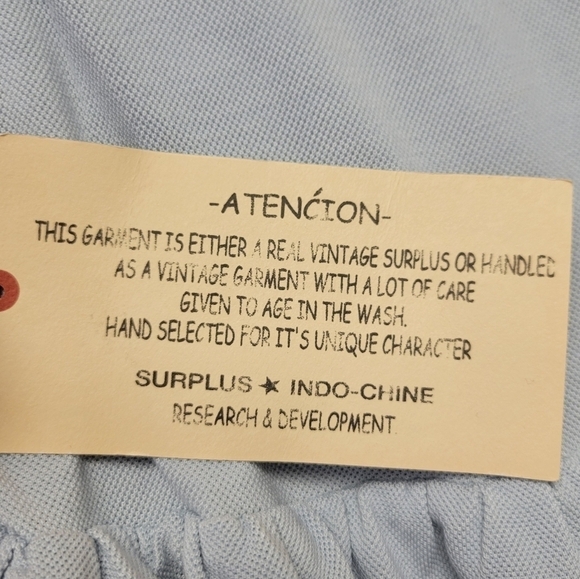 -ATENĆION-
THIS GARMENT IS EITHER A REAL VINTAGE SURPLUS OR HANDLED
AS A VINTAGE GARMENT WITH A LOT OF CARE
GIVEN TO AGE IN THE WASH.
HAND SELECTED FOR IT'S UNIQUE CHARACTER
SURPLUS ★ INDO-CHINE
RESEARCH & DEVELOPMENT